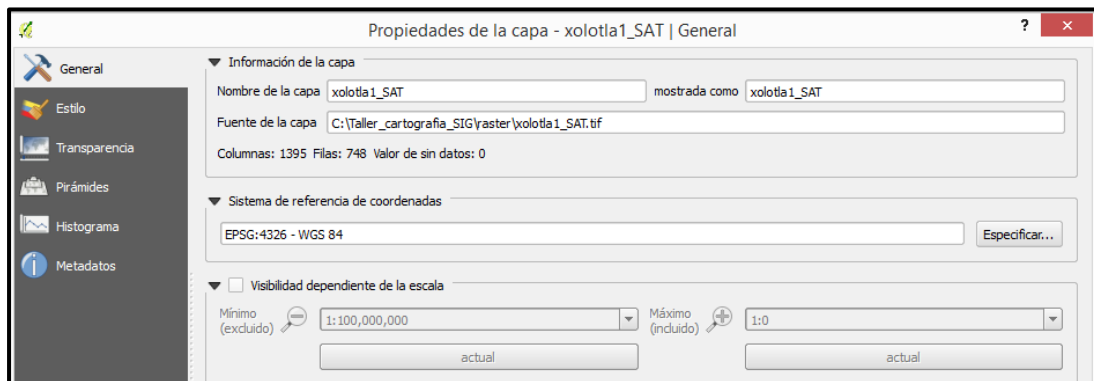 Propiedades de la capa - xolotla1_SAT | General
?
×
General
Estilo
Transparencia
Pirámides
Histograma
Metadatos
Información de la capa
Nombre de la capa xolotla1_SAT mostrada como xolotla1_SAT
Fuente de la capa C:\Taller_cartografia_SIG\raster\xolotla1_SAT.tif
Columnas: 1395 Filas: 748 Valor de sin datos: 0
Sistema de referencia de coordenadas
EPSG:4326 - WGS 84 Especificar...
Visibilidad dependiente de la escala
Mínimo (excluido) 1:100,000,000 Máximo (incluido) 1:0
actual actual